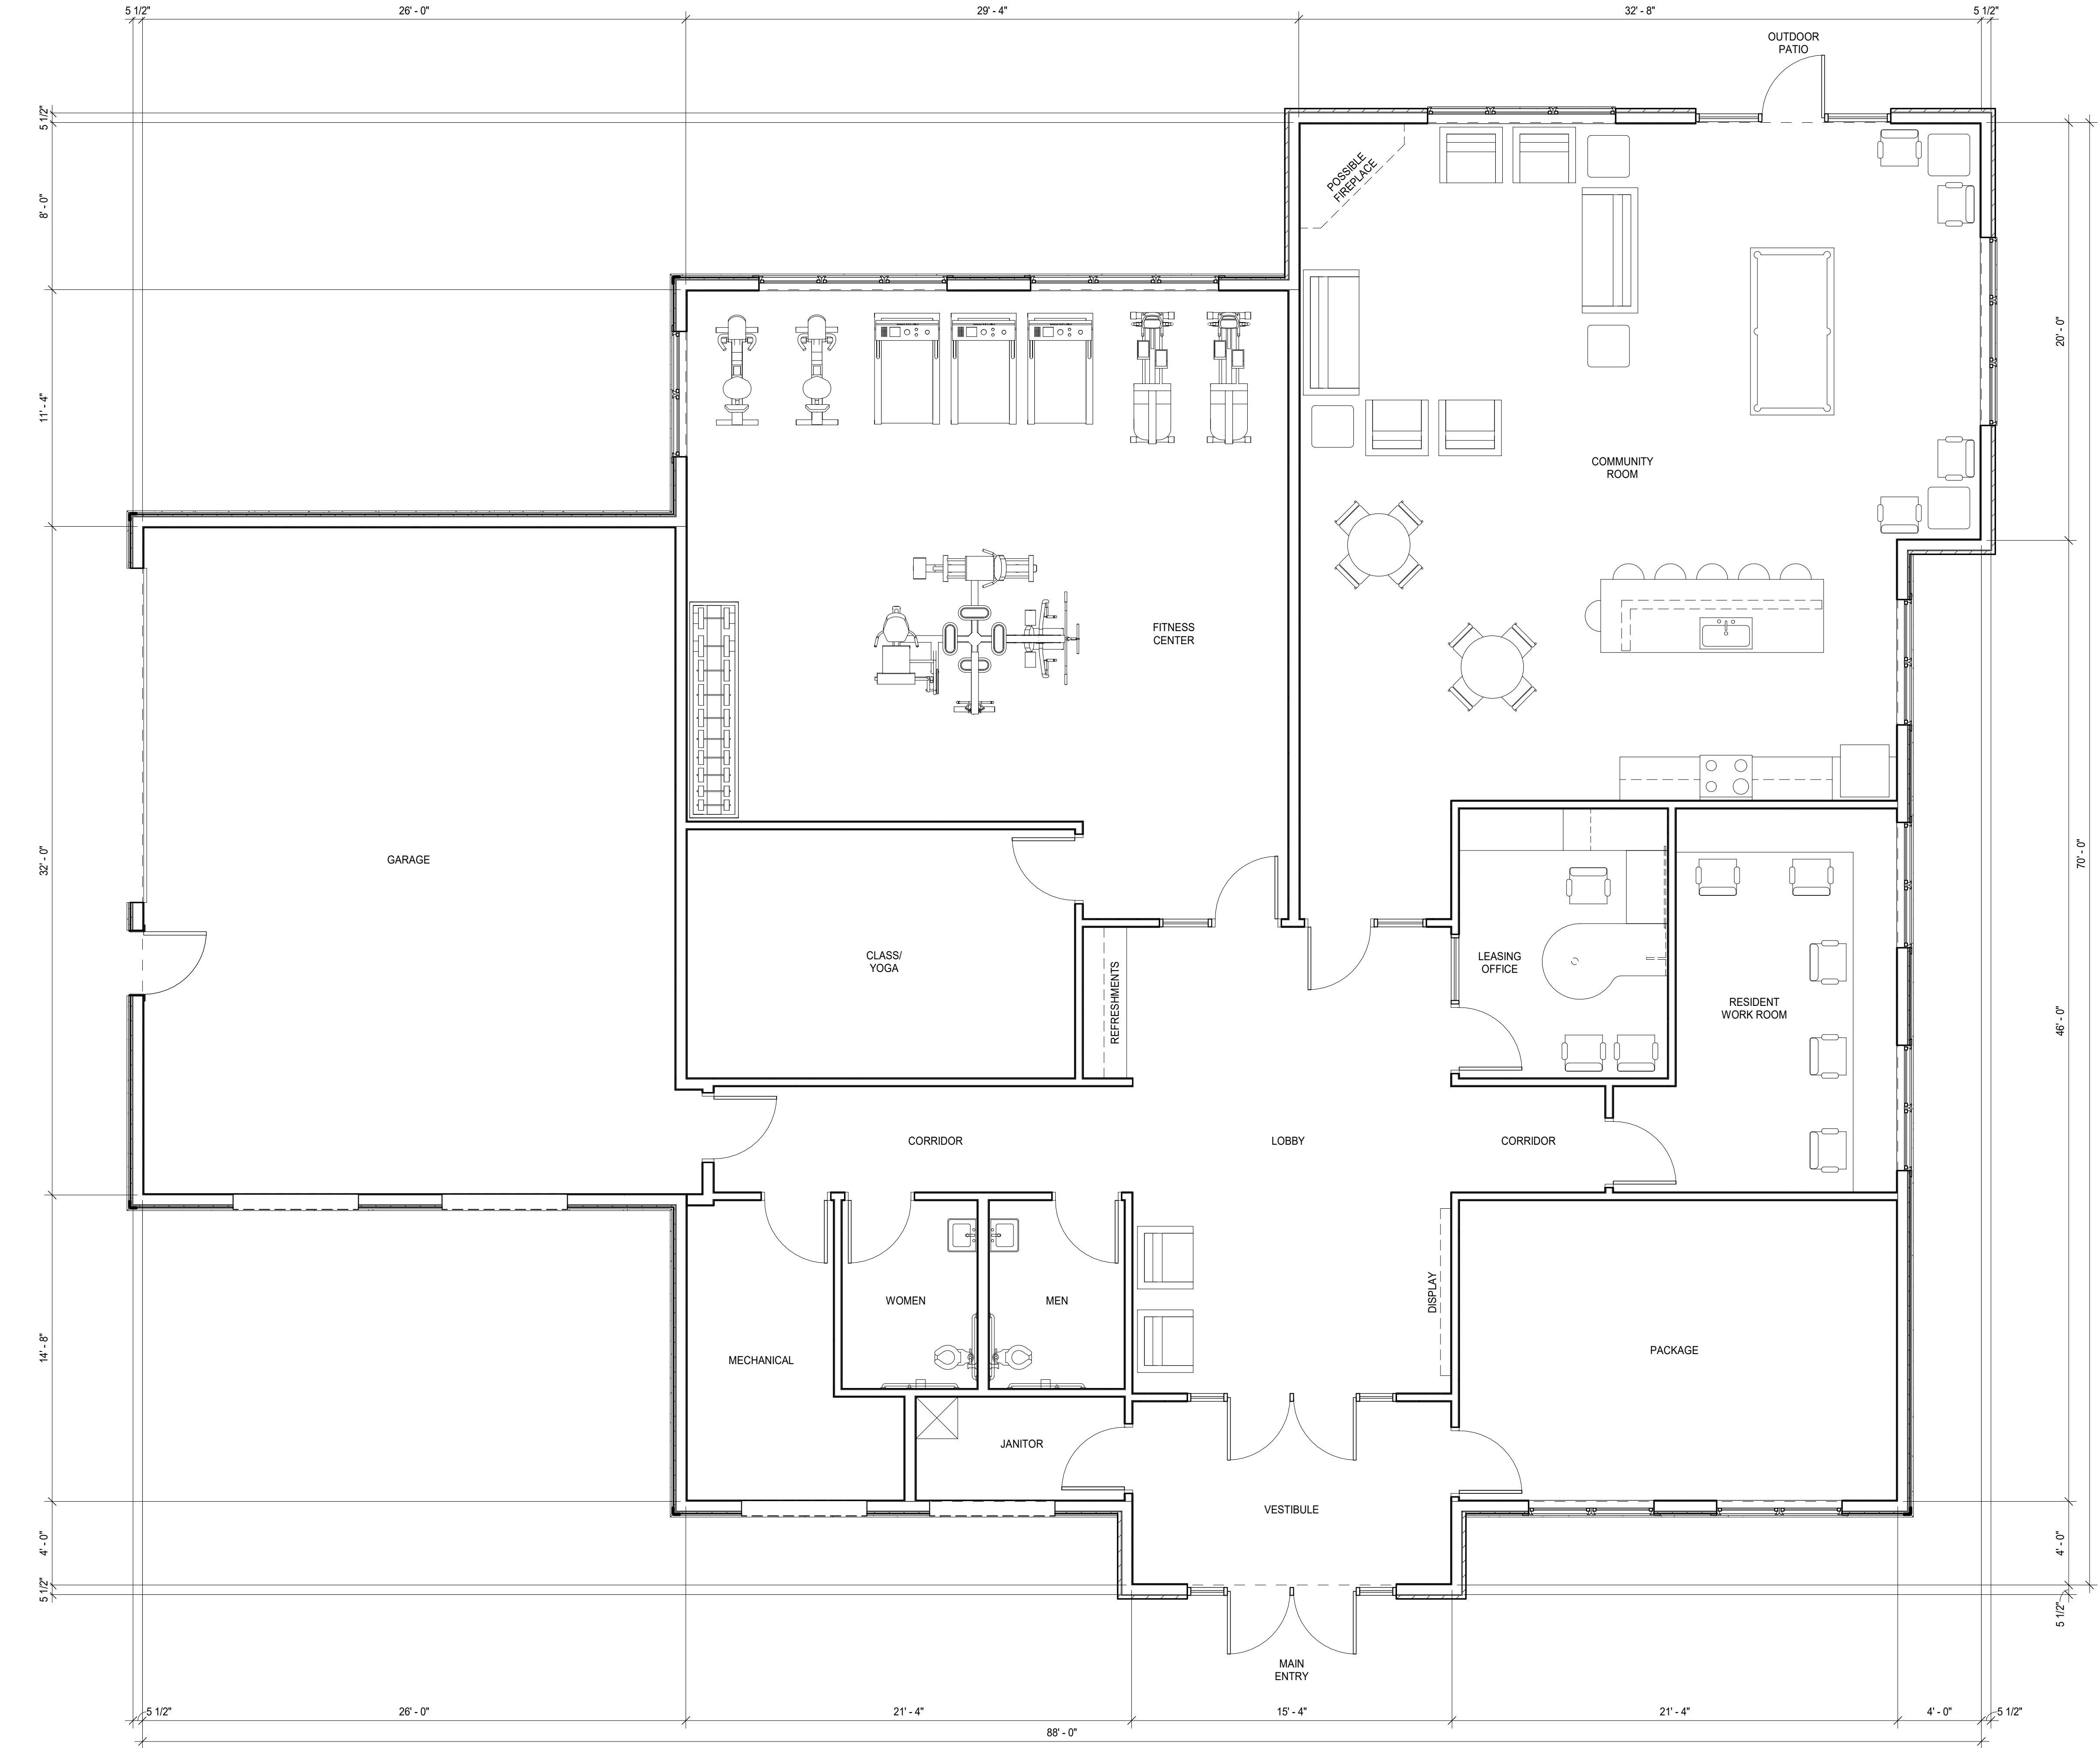 5 1/2"
26' - 0"
29' - 4"
32' - 8"
5 1/2"
OUTDOOR
PATIO
5 1/2"
8' - 0"
11' - 4"
32' - 0"
14' - 8"
4' - 0"
5 1/2"
POSSIBLE
FIREPLACE
COMMUNITY
ROOM
FITNESS
CENTER
GARAGE
CLASS/
YOGA
REFRESHMENTS
LEASING
OFFICE
RESIDENT
WORK ROOM
CORRIDOR
LOBBY
CORRIDOR
WOMEN
MEN
DISPLAY
MECHANICAL
PACKAGE
JANITOR
VESTIBULE
MAIN
ENTRY
20' - 0"
46' - 0"
70' - 0"
4' - 0"
5 1/2"
5 1/2"
26' - 0"
21' - 4"
15' - 4"
21' - 4"
4' - 0"
5 1/2"
88' - 0"